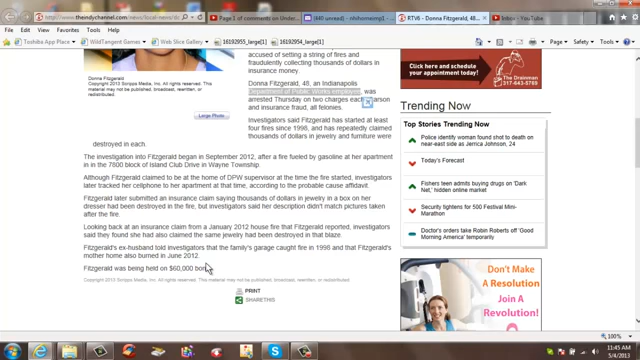 http://www.theindychannel.com/news/local-news/dc
Page 1 of comments on Under...
(640 unread) - nhihomezrg1...
RTV6 - Donna Fitzgerald, 48...
Inbox - YouTube
File Edit View Favorites Tools Help
Toshiba App Place
WildTangent Games
Web Slice Gallery
16192955_large[1]
16192954_large[1]
accused of setting a string of fires and
fraudulently collecting thousands of dollars in
insurance money.
Donna Fitzgerald
Copyright 2013 Scripps Media, Inc. All rights reserved. This
material may not be published, broadcast, rewritten, or
redistributed.
Large Photo
Donna Fitzgerald, 48, an Indianapolis
Department of Public Works employee, was
arrested Thursday on two charges each arson
and insurance fraud, all felonies.
Investigators said Fitzgerald has started at least
four fires since 1998, and has repeatedly claimed
thousands of dollars in jewelry and furniture were
destroyed in each.
The investigation into Fitzgerald began in September 2012, after a fire fueled by gasoline at her apartment
in in the 7800 block of Island Club Drive in Wayne Township.
Although Fitzgerald claimed to be at the home of DPW supervisor at the time the fire started, investigators
later tracked her cellphone to her apartment at that time, according to the probable cause affidavit.
Fitzgerald later submitted an insurance claim saying thousands of dollars in jewelry in a box on her
dresser had been destroyed in the fire, but investigators said her description didn't match pictures taken
after the fire.
Looking back at an insurance claim from a January 2012 house fire that Fitzgerald reported, investigators
said they found she had also claimed the same jewelry had been destroyed in that blaze.
Fitzgerald's ex-husband told investigators that the family's garage caught fire in 1998 and that Fitzgerald's
mother home also burned in June 2012.
Fitzgerald was being held on $60,000 bond.
Copyright 2013 Scripps Media, Inc. All rights reserved. This material may not be published, broadcast, rewritten, or redistributed.
PRINT
SHARETHIS
Click here to
schedule your appointment today!
The Drainman
317-643-5789
Trending Now
Top Stories Trending Now
Police identify woman found shot to death on
near-east side as Jerrica Johnson, 24
Today's Forecast
Fishers teen admits buying drugs on "Dark
Net," hidden online market
Security tightens for 500 Festival Mini-
Marathon
Doctor's orders take Robin Roberts off "Good
Morning America" temporarily
Don't Make
A Resolution
Join A
Revolution!
100%
11:45 AM
5/4/2013